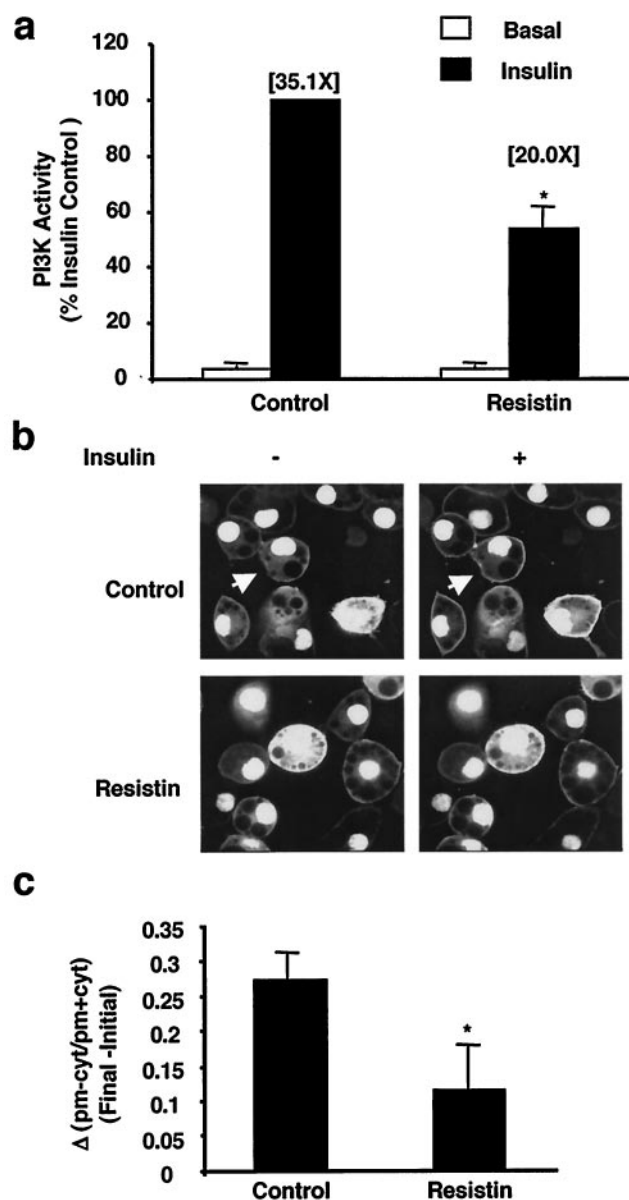 a
PI3K Activity
(% Insulin Control )
120
100
80
60
40
20
0
Basal
Insulin
[35.1X]
[20.0X]
*
Control
Resistin
b
Insulin
-
+
Control
Resistin
c
Δ (pm-cyt/pm+cyt)
(Final -Initial)
0.35
0.3
0.25
0.2
0.15
0.1
0.05
0
*
Control
Resistin